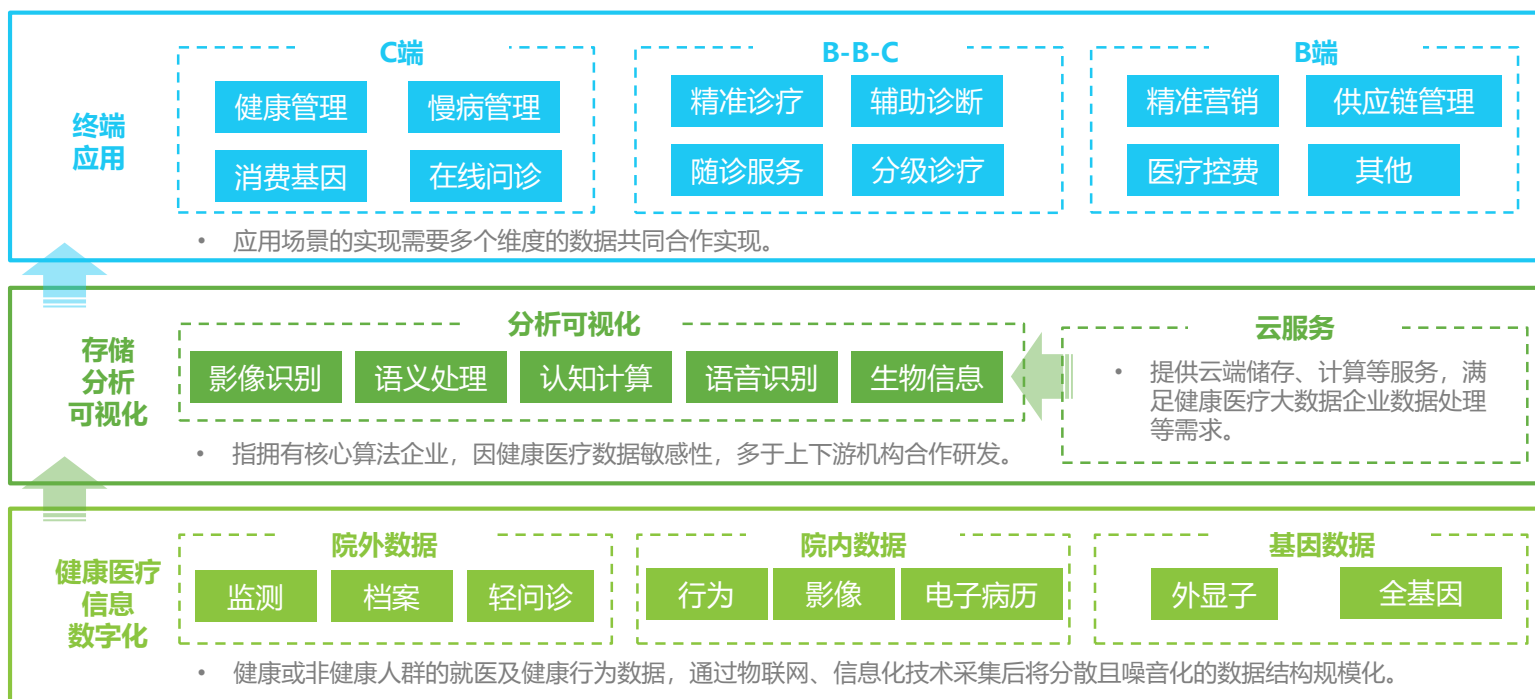 终端
应用
C端
健康管理
慢病管理
消费基因
在线问诊
B-B-C
精准诊疗
辅助诊断
随诊服务
分级诊疗
B端
精准营销
供应链管理
医疗控费
其他
• 应用场景的实现需要多个维度的数据共同合作实现。
存储
分析
可视化
分析可视化
影像识别
语义处理
认知计算
语音识别
生物信息
• 指拥有核心算法企业，因健康医疗数据敏感性，多于上下游机构合作研发。
云服务
• 提供云端储存、计算等服务，满
足健康医疗大数据企业数据处理
等需求。
健康医疗
信息
数字化
院外数据
监测
档案
轻问诊
院内数据
行为
影像
电子病历
基因数据
外显子
全基因
• 健康或非健康人群的就医及健康行为数据，通过物联网、信息化技术采集后将分散且噪音化的数据结构规模化。